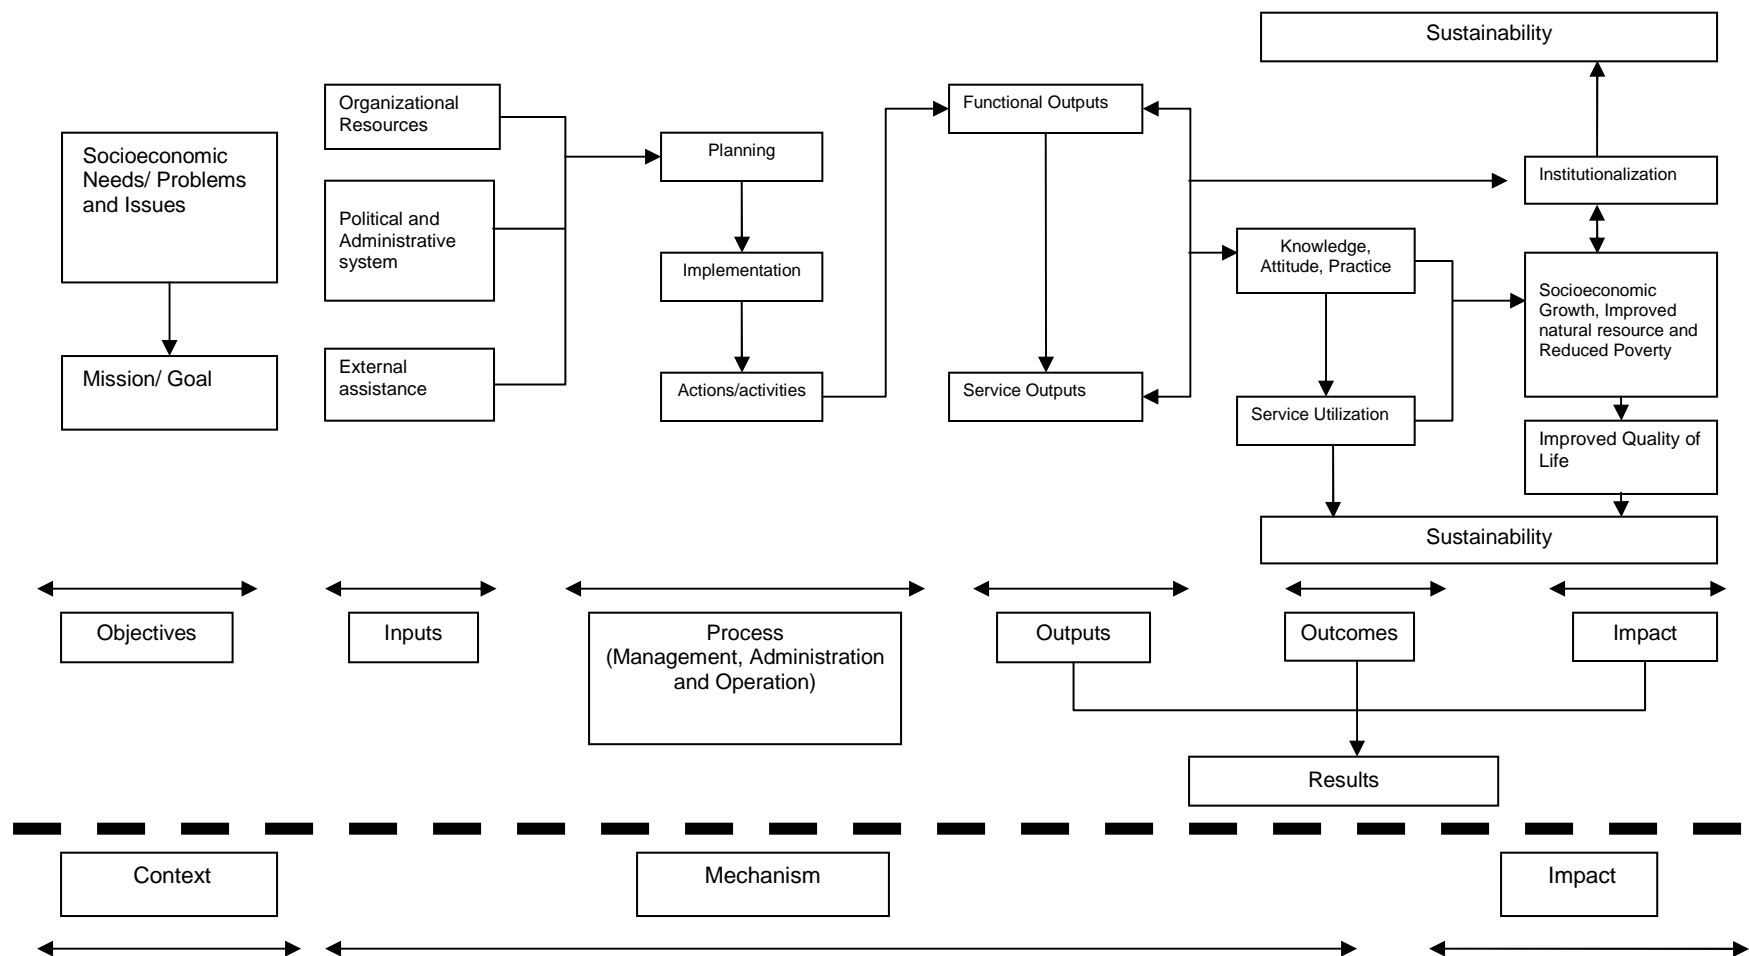 Sustainability
Organizational
Resources
Functional Outputs
Socioeconomic
Needs/ Problems
and Issues
Planning
Institutionalization
Political and
Administrative
system
Knowledge,
Attitude, Practice
Implementation
Socioeconomic
Growth, Improved
natural resource and
Reduced Poverty
Mission/ Goal
External
assistance
Actions/activities
Service Outputs
Service Utilization
Improved Quality of
Life
Sustainability
Objectives
Inputs
Process
(Management, Administration
and Operation)
Outputs
Outcomes
Impact
Results
Context
Mechanism
Impact